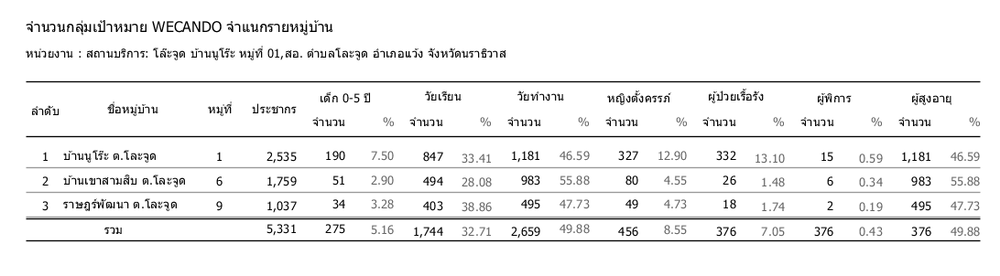 จำนวนกลุ่มเป้าหมาย WECANDO จำแนกรายหมู่บ้าน
หน่วยงาน : สถานบริการ: โล๊ะจูด บ้านนูโร๊ะ หมู่ที่ 01,สอ. ตำบลโละจูด อำเภอแว้ง จังหวัดนราธิวาส
ลำดับ ชื่อหมู่บ้าน หมู่ที่ ประชากร เด็ก 0-5 ปี วัยเรียน วัยทำงาน หญิงตั้งครรภ์ ผู้ป่วยเรื้อรัง ผู้พิการ ผู้สูงอายุ
จำนวน % จำนวน % จำนวน % จำนวน % จำนวน % จำนวน % จำนวน %
1 บ้านนูโร๊ะ ต.โละจูด 1 2,535 190 7.50 847 33.41 1,181 46.59 327 12.90 332 13.10 15 0.59 1,181 46.59
2 บ้านเขาสามสิบ ต.โละจูด 6 1,759 51 2.90 494 28.08 983 55.88 80 4.55 26 1.48 6 0.34 983 55.88
3 ราษฎร์พัฒนา ต.โละจูด 9 1,037 34 3.28 403 38.86 495 47.73 49 4.73 18 1.74 2 0.19 495 47.73
รวม 5,331 275 5.16 1,744 32.71 2,659 49.88 456 8.55 376 7.05 376 0.43 376 49.88